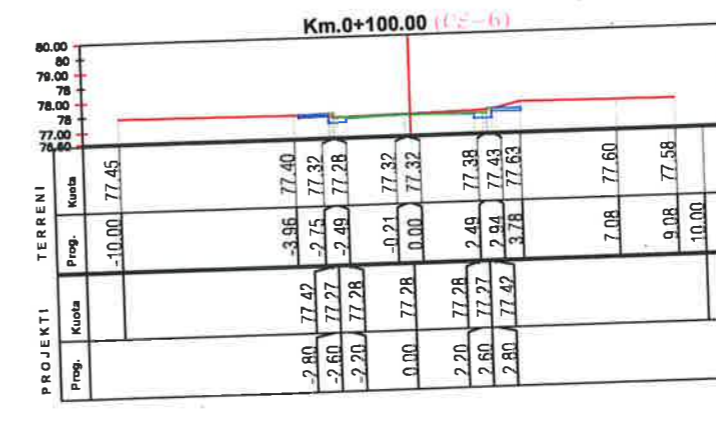 Km.0+100.00 (CS-6)
80.00
80
79.00
78
78.00
78
77.00
76.60
TERRENI
Kuota 77.45 77.40 77.32 77.28 77.32 77.32 77.38 77.43 77.63 77.60 77.58
Prog. -10.00 -3.96 -2.75 -2.49 -0.21 0.00 2.49 2.94 3.78 7.08 9.08 10.00
PROJEKTI
Kuota 77.42 77.27 77.28 77.28 77.28 77.27 77.42
Prog. -2.80 -2.60 -2.20 0.00 2.20 2.60 2.80